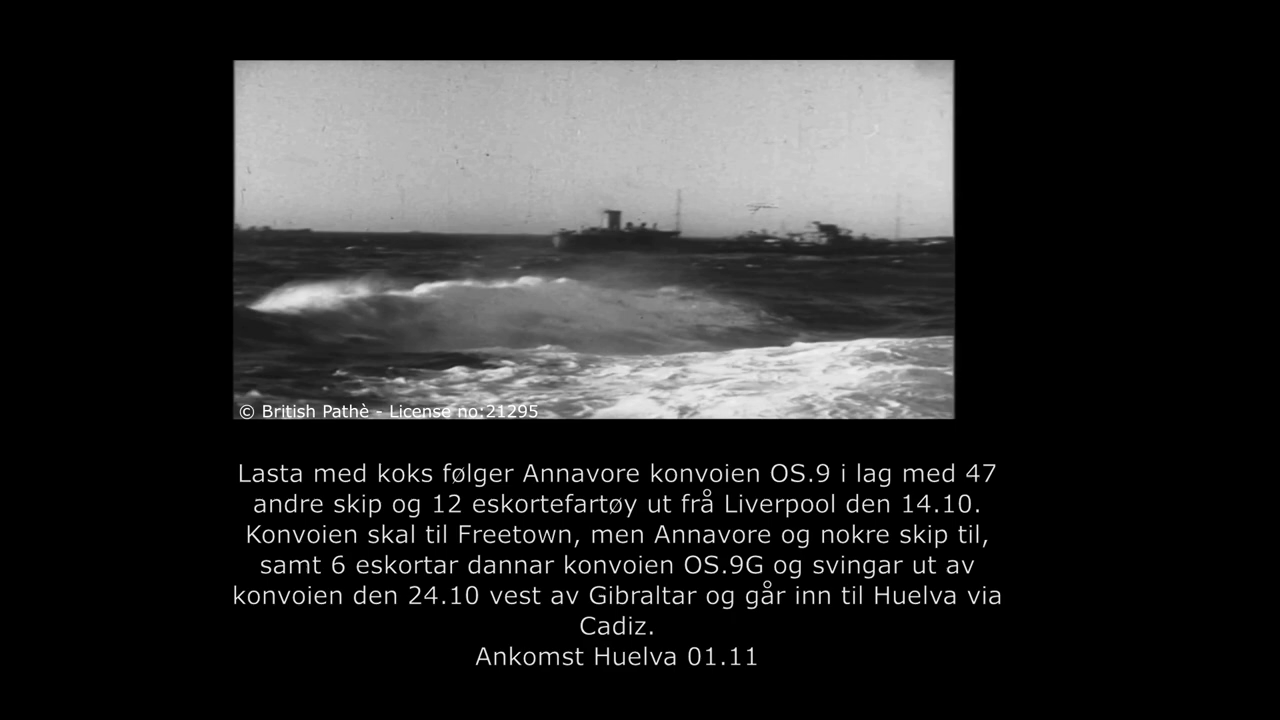 © British Pathè - License no:21295
Lasta med koks følger Annavore konvoien OS.9 i lag med 47
andre skip og 12 eskortefartøy ut frå Liverpool den 14.10.
Konvoien skal til Freetown, men Annavore og nokre skip til,
samt 6 eskortar dannar konvoien OS.9G og svingar ut av
konvoien den 24.10 vest av Gibraltar og går inn til Huelva via
Cadiz.
Ankomst Huelva 01.11